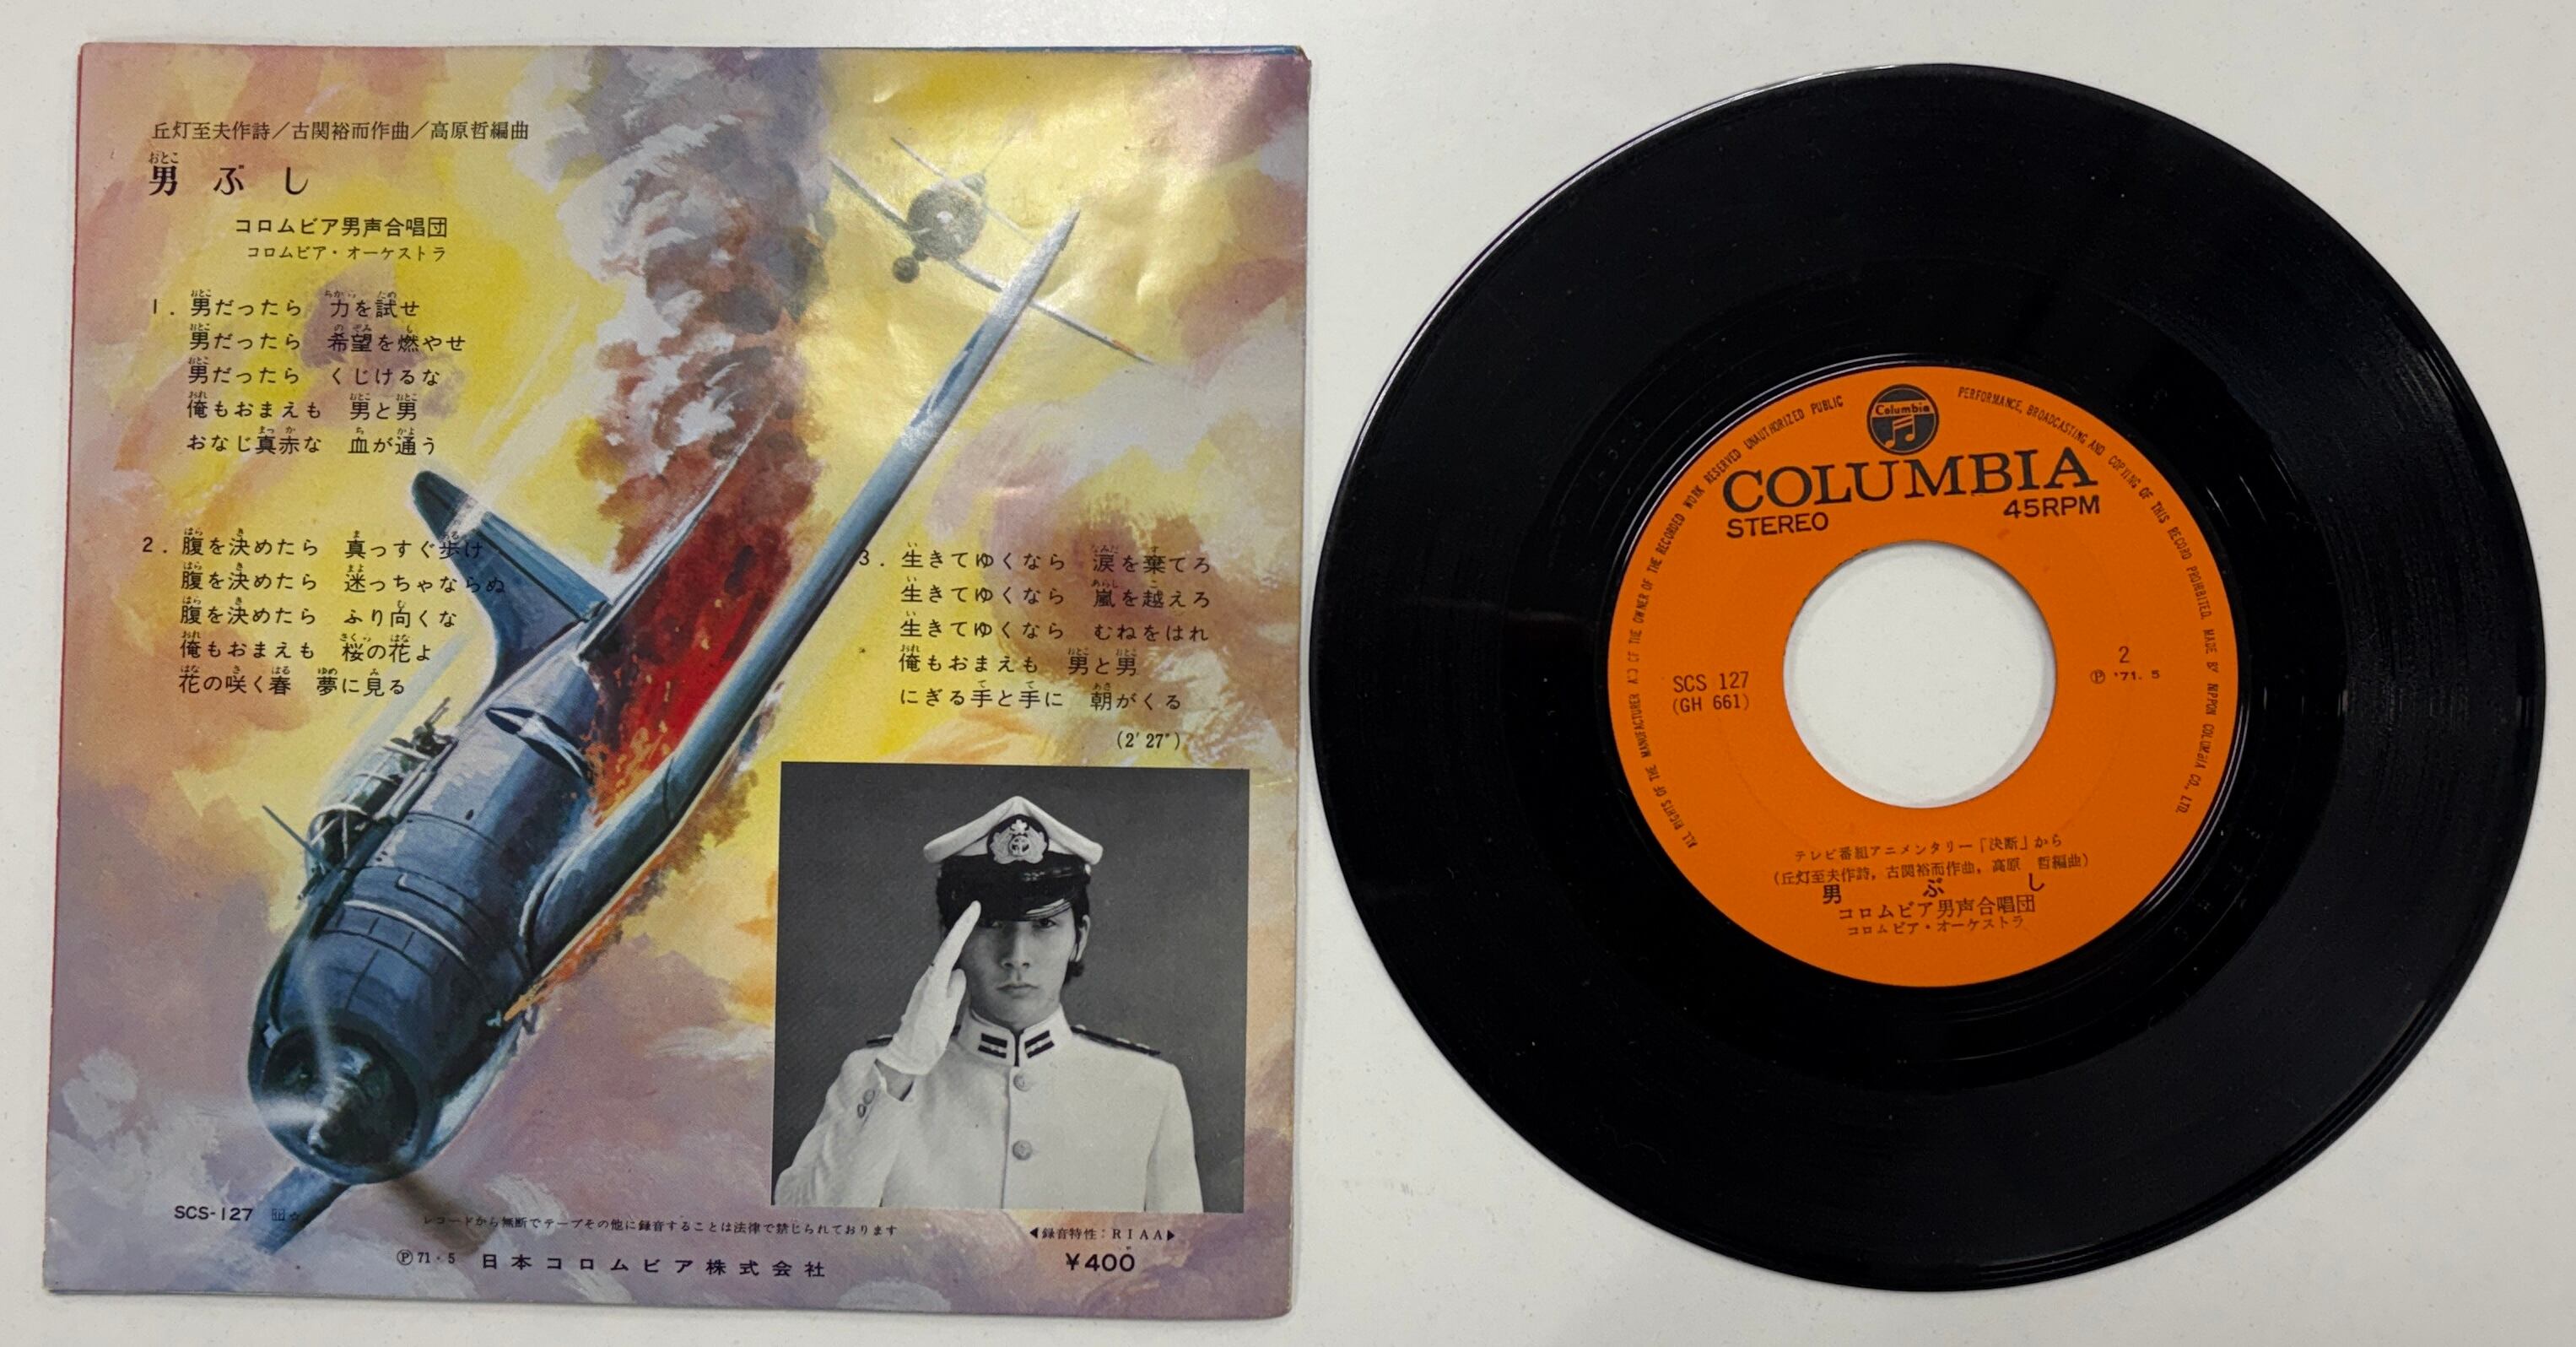 丘灯至夫作詩／古関裕而作曲／高原哲編曲
おとこ
男ぶし
コロムビア男声合唱団
コロムビア・オーケストラ
1．男だったら　力を試せ
男だったら　希望を燃やせ
男だったら　くじけるな
俺もおまえも　男と男
おなじ真赤な　血が通う
2．腹を決めたら　真っすぐ歩け
腹を決めたら　迷っちゃならぬ
腹を決めたら　ふり向くな
俺もおまえも　桜の花よ
花の咲く春　夢に見る
3．生きてゆくなら　涙を棄てろ
生きてゆくなら　嵐を越えろ
生きてゆくなら　むねをはれ
俺もおまえも　男と男
にぎる手と手に　朝がくる
(2′27″)
SCS-127
レコードから無断でテープその他に録音することは法律で禁じられております
◀録音特性：RIAA▶
Ⓟ71・5　日本コロムビア株式会社
¥400
ALL RIGHTS OF THE MANUFACTURER AND OF THE OWNER OF THE RECORDED WORK RESERVED UNAUTHORIZED PUBLIC PERFORMANCE, BROADCASTING AND COPYING OF THIS RECORD PROHIBITED. MADE BY NIPPON COLUMBIA CO., LTD.
Columbia
COLUMBIA
STEREO
45RPM
SCS 127
(GH 661)
2
Ⓟ '71. 5
テレビ番組アニメンタリー「決断」から
(丘灯至夫作詩，古関裕而作曲，高原　哲編曲)
男ぶし
コロムビア男声合唱団
コロムビア・オーケストラ